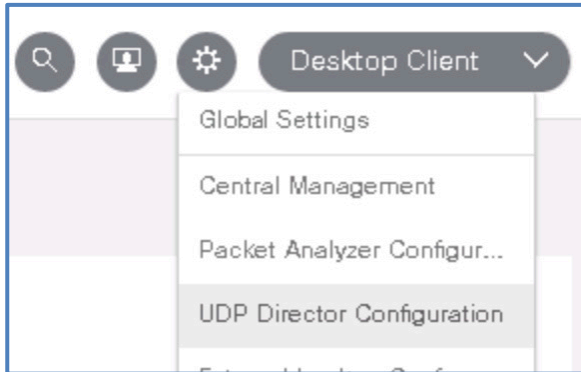 Desktop Client
Global Settings
Central Management
Packet Analyzer Configur...
UDP Director Configuration